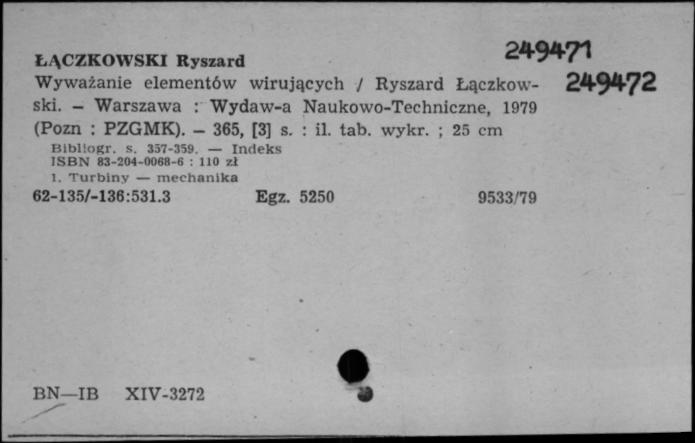 249471
ŁĄCZKOWSKI Ryszard
249472
Wyważanie elementów wirujących / Ryszard Łączkow-
ski. — Warszawa : Wydaw-a Naukowo-Techniczne, 1979
(Pozn : PZGMK). — 365, [3] s. : il. tab. wykr. ; 25 cm
Bibliogr. s. 357-359. — Indeks
ISBN 83-204-0068-6 : 110 zł
1. Turbiny — mechanika
62-135/-136:531.3 Egz. 5250 9533/79
BN—IB XIV-3272